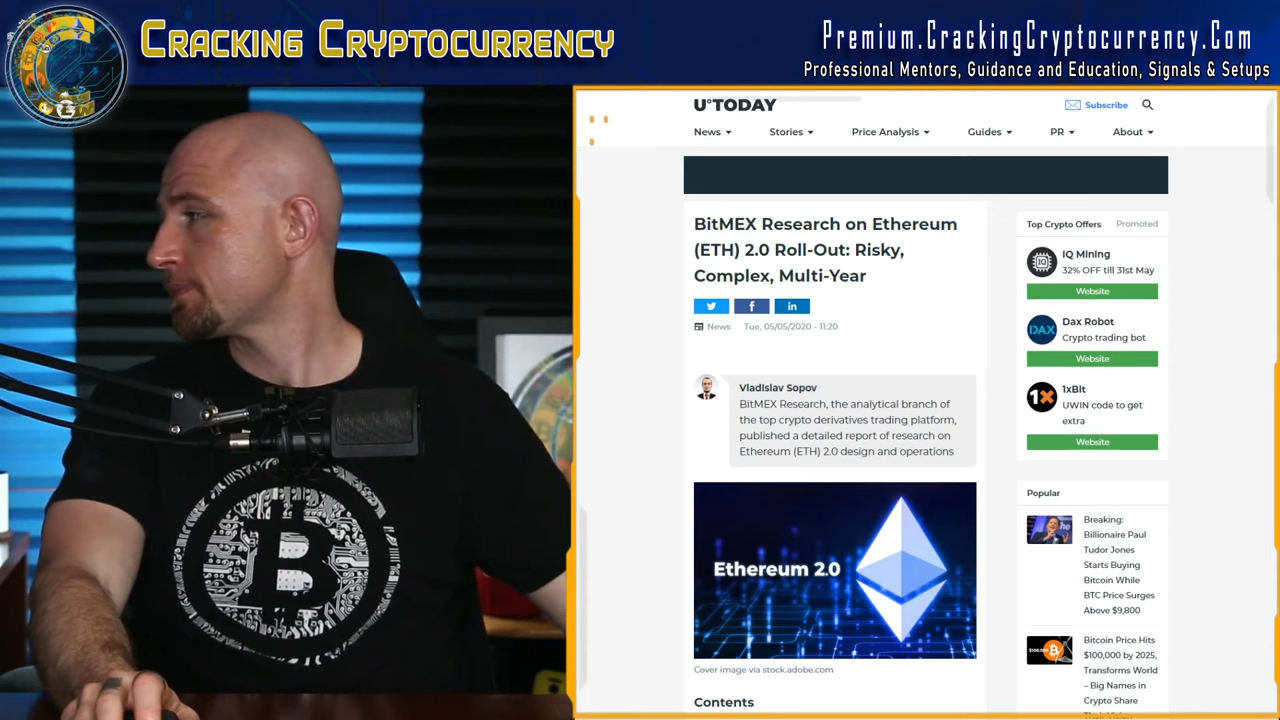 CRACKING CRYPTOCURRENCY
Premium.CrackingCryptocurrency.Com
Professional Mentors, Guidance and Education, Signals & Setups
U°TODAY
Subscribe
News
Stories
Price Analysis
Guides
PR
About
BitMEX Research on Ethereum
(ETH) 2.0 Roll-Out: Risky,
Complex, Multi-Year
News Tue, 05/05/2020 - 11:20
Vladislav Sopov
BitMEX Research, the analytical branch of
the top crypto derivatives trading platform,
published a detailed report of research on
Ethereum (ETH) 2.0 design and operations
Ethereum 2.0
Cover image via stock.adobe.com
Contents
Top Crypto Offers
Promoted
IQ
IQ Mining
32% OFF till 31st May
Website
DAX
Dax Robot
Crypto trading bot
Website
1X
1xBit
UWIN code to get
extra
Website
Popular
Breaking:
Billionaire Paul
Tudor Jones
Starts Buying
Bitcoin While
BTC Price Surges
Above $9,800
$100,000
Bitcoin Price Hits
$100,000 by 2025,
Transforms World
– Big Names in
Crypto Share